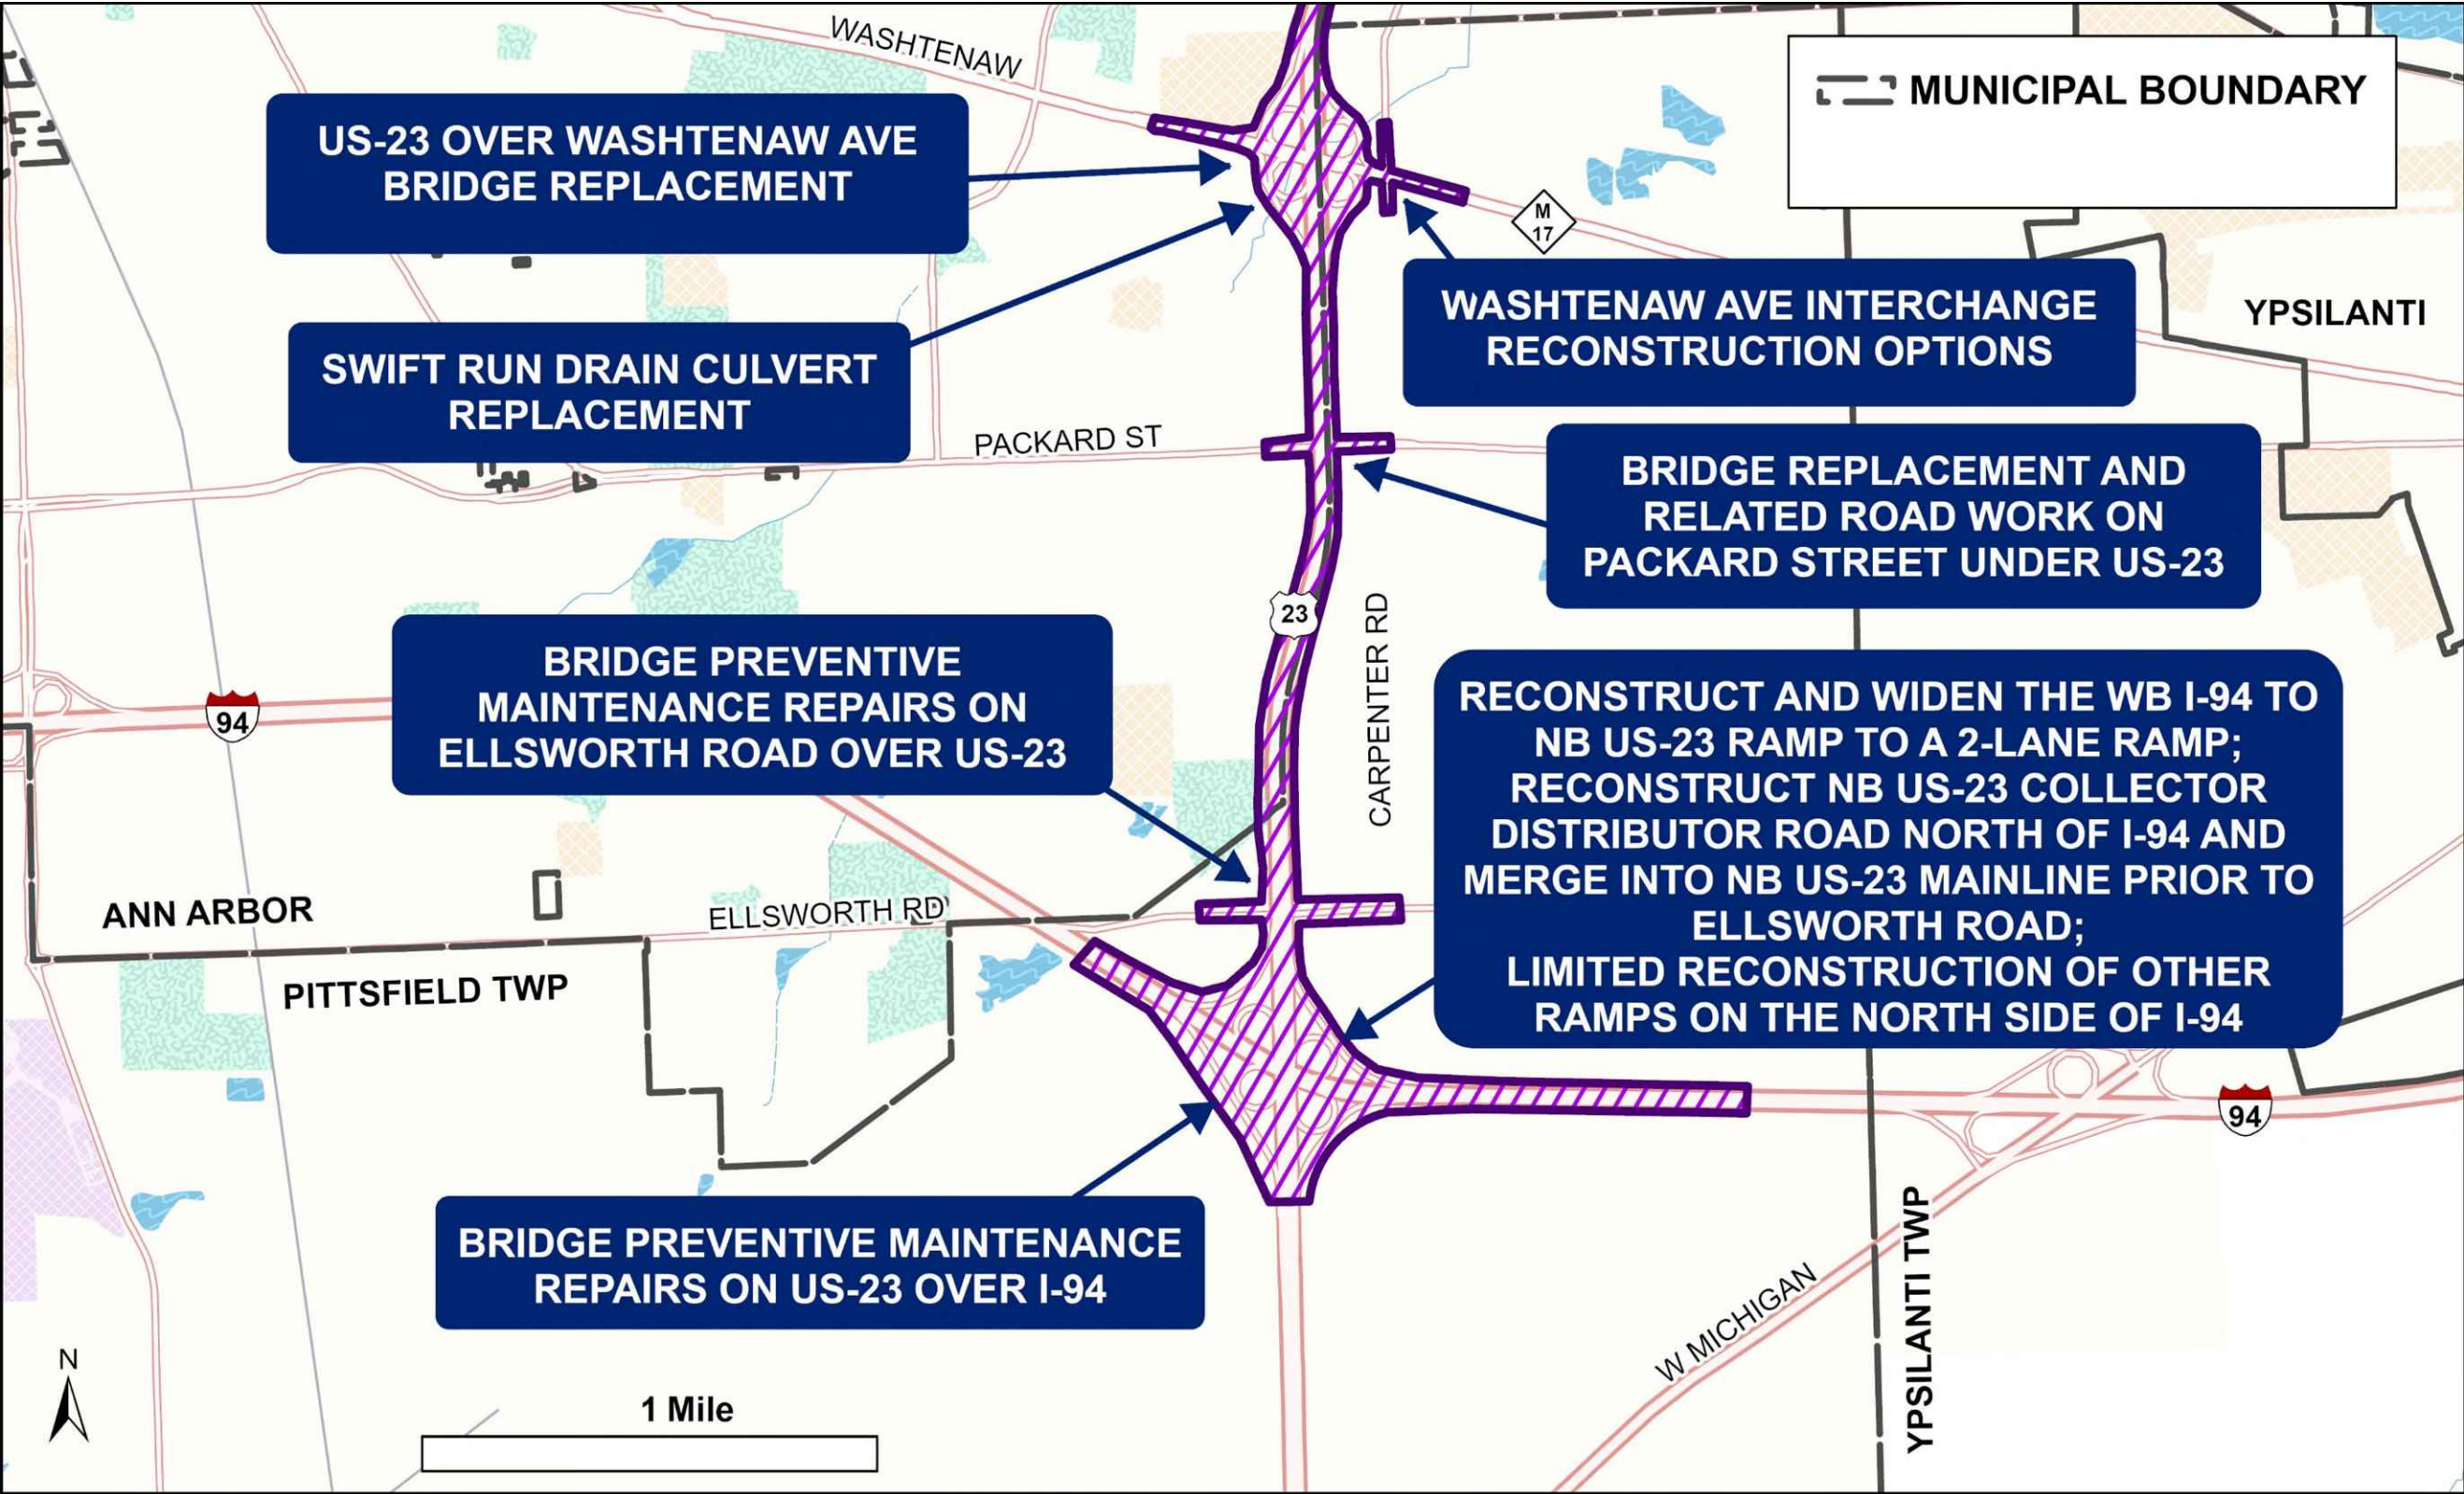 WASHTENAW
MUNICIPAL BOUNDARY
US-23 OVER WASHTENAW AVE
BRIDGE REPLACEMENT
M
17
WASHTENAW AVE INTERCHANGE
RECONSTRUCTION OPTIONS
YPSILANTI
SWIFT RUN DRAIN CULVERT
REPLACEMENT
PACKARD ST
BRIDGE REPLACEMENT AND
RELATED ROAD WORK ON
PACKARD STREET UNDER US-23
23
CARPENTER RD
94
BRIDGE PREVENTIVE
MAINTENANCE REPAIRS ON
ELLSWORTH ROAD OVER US-23
RECONSTRUCT AND WIDEN THE WB I-94 TO
NB US-23 RAMP TO A 2-LANE RAMP;
RECONSTRUCT NB US-23 COLLECTOR
DISTRIBUTOR ROAD NORTH OF I-94 AND
MERGE INTO NB US-23 MAINLINE PRIOR TO
ELLSWORTH ROAD;
LIMITED RECONSTRUCTION OF OTHER
RAMPS ON THE NORTH SIDE OF I-94
ANN ARBOR
ELLSWORTH RD
PITTSFIELD TWP
94
BRIDGE PREVENTIVE MAINTENANCE
REPAIRS ON US-23 OVER I-94
W MICHIGAN
YPSILANTI TWP
N
1 Mile